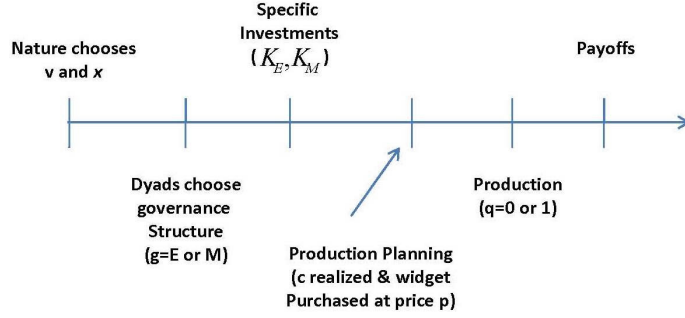 Nature chooses
v and x
Specific
Investments
(K_E, K_M)
Payoffs
Dyads choose
governance
Structure
(g=E or M)
Production Planning
(c realized & widget
Purchased at price p)
Production
(q=0 or 1)